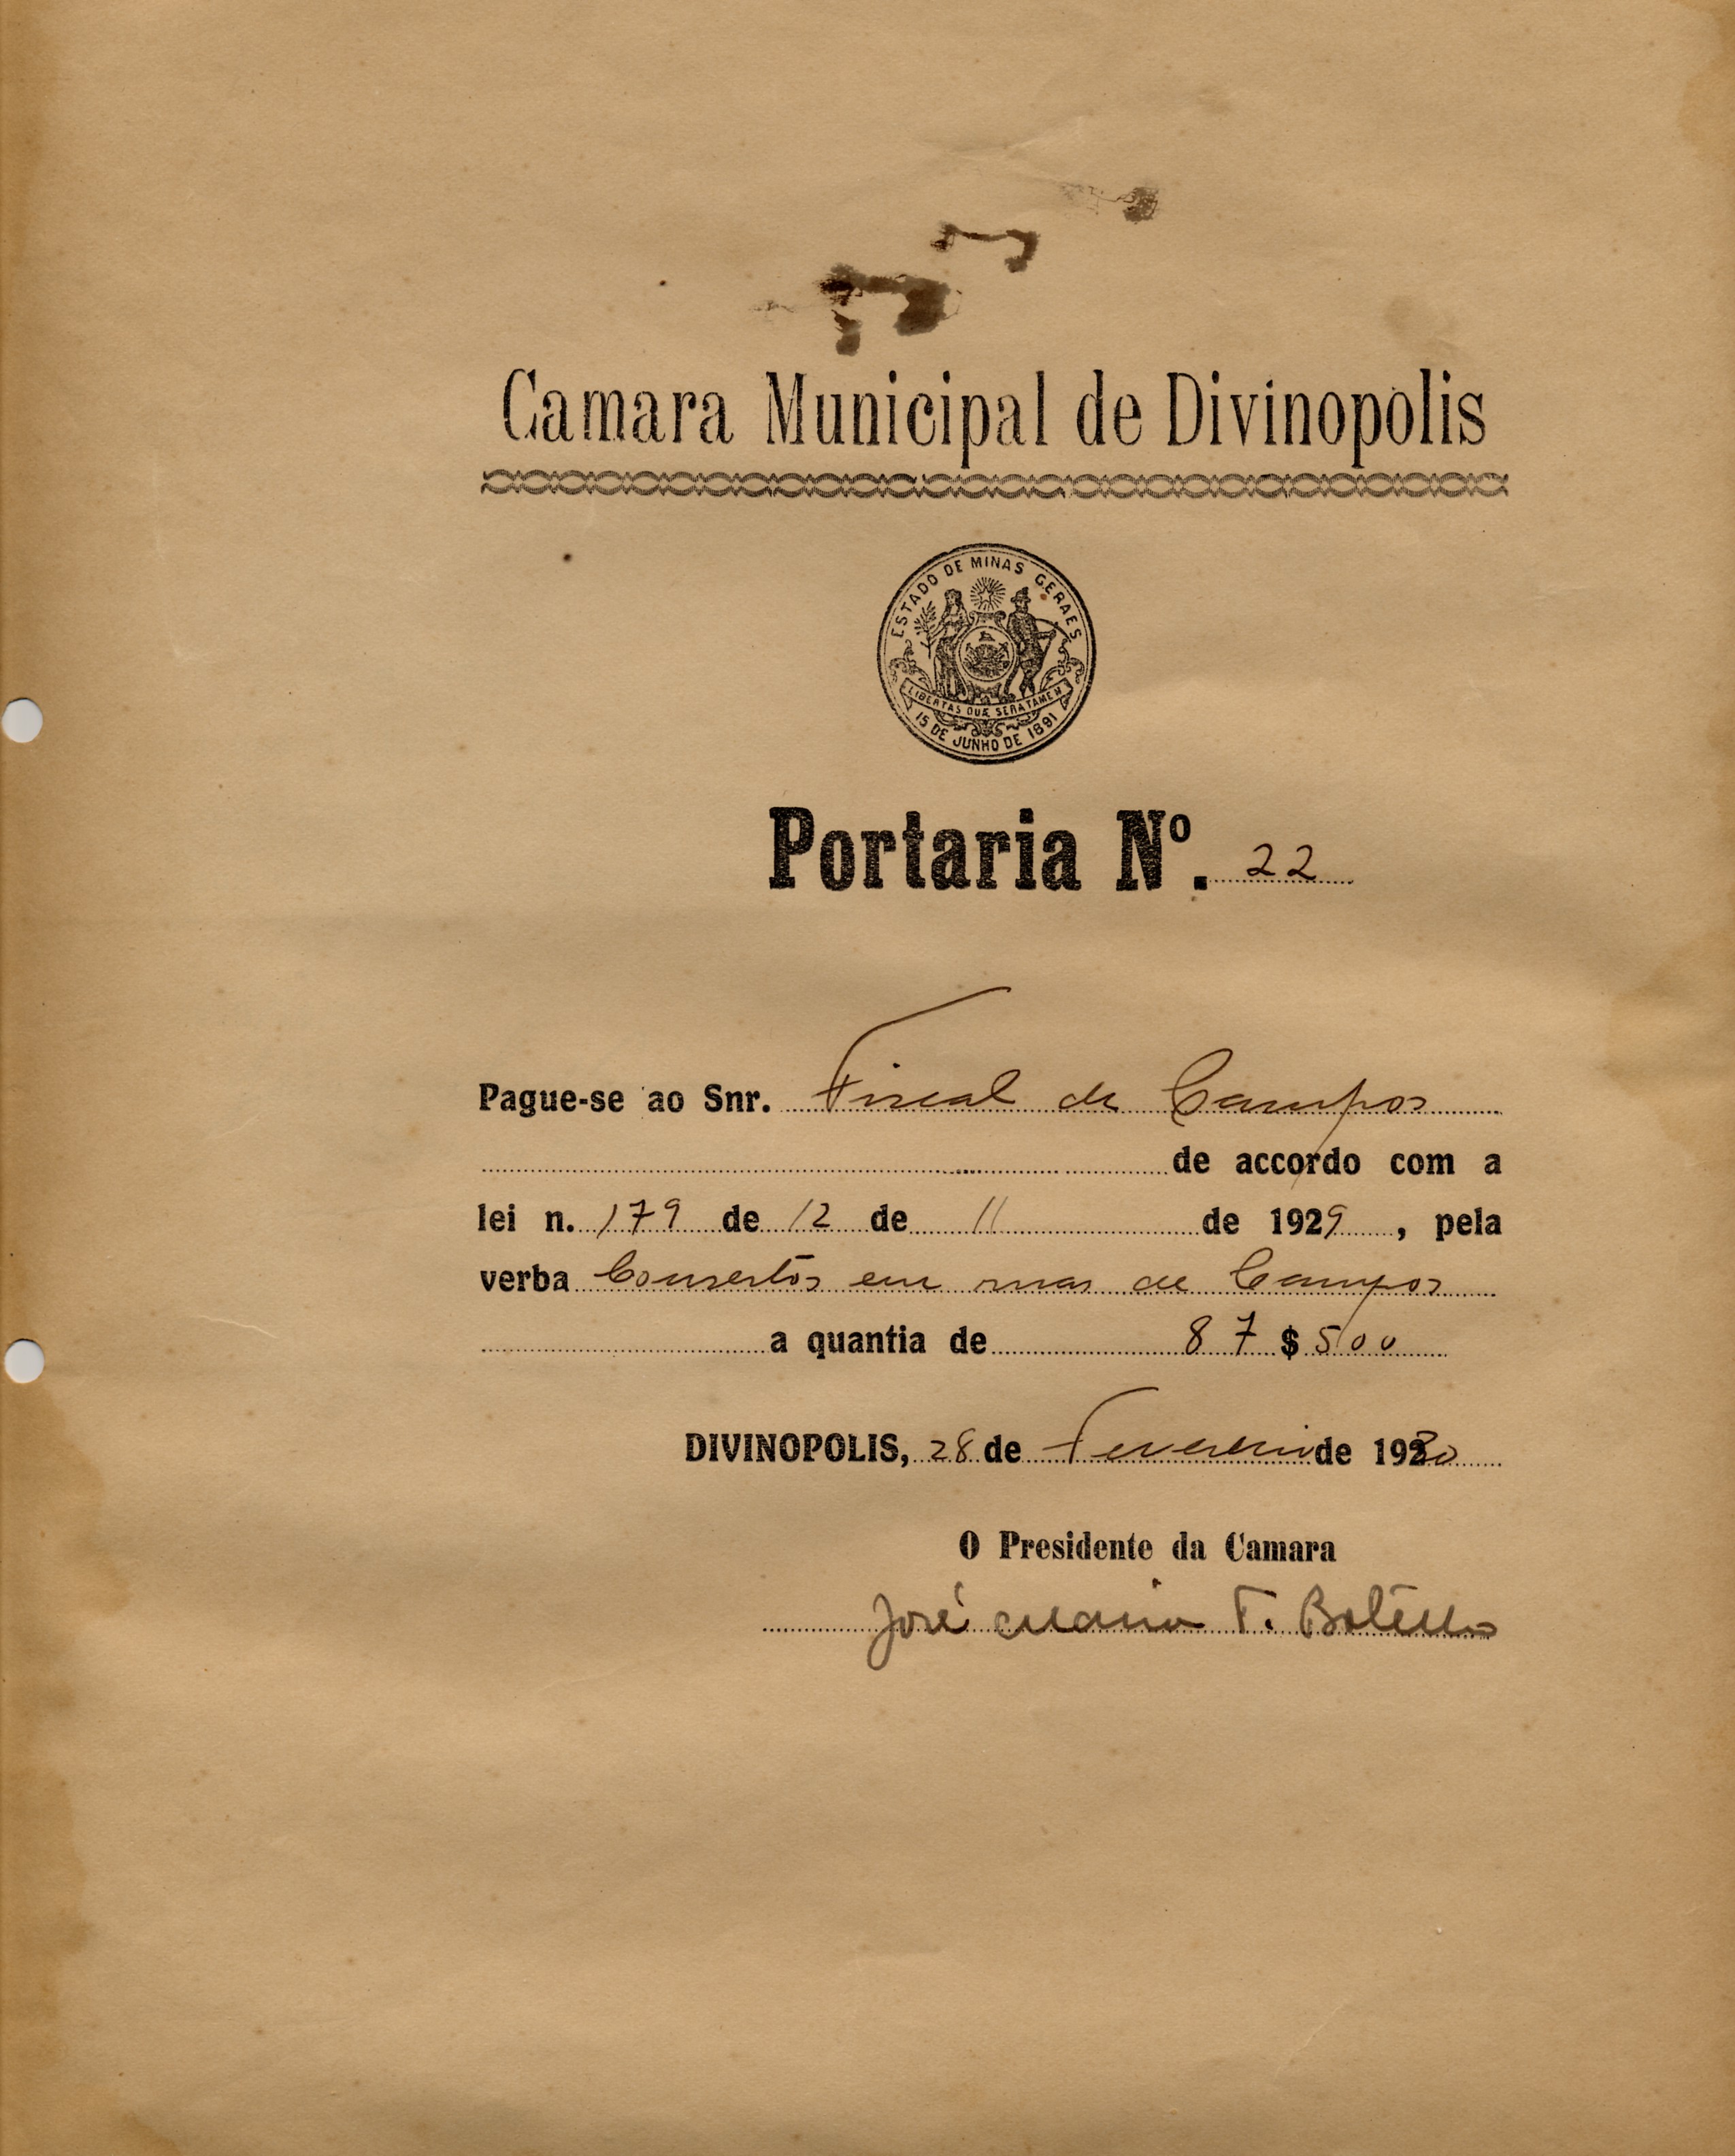 Camara Municipal de Divinopolis
ESTADO DE MINAS GERAES
LIBERTAS QUÆ SERA TAMEN
15 DE JUNHO DE 1891
Portaria Nº. 22
Pague-se ao Snr. Fiscal de Campos
de accordo com a
lei n. 179 de 12 de 11 de 1929, pela
verba Consertos em ruas de Campos
a quantia de 87$500
DIVINOPOLIS, 28 de Fevereiro de 1930
O Presidente da Camara
José Maria F. Botelho